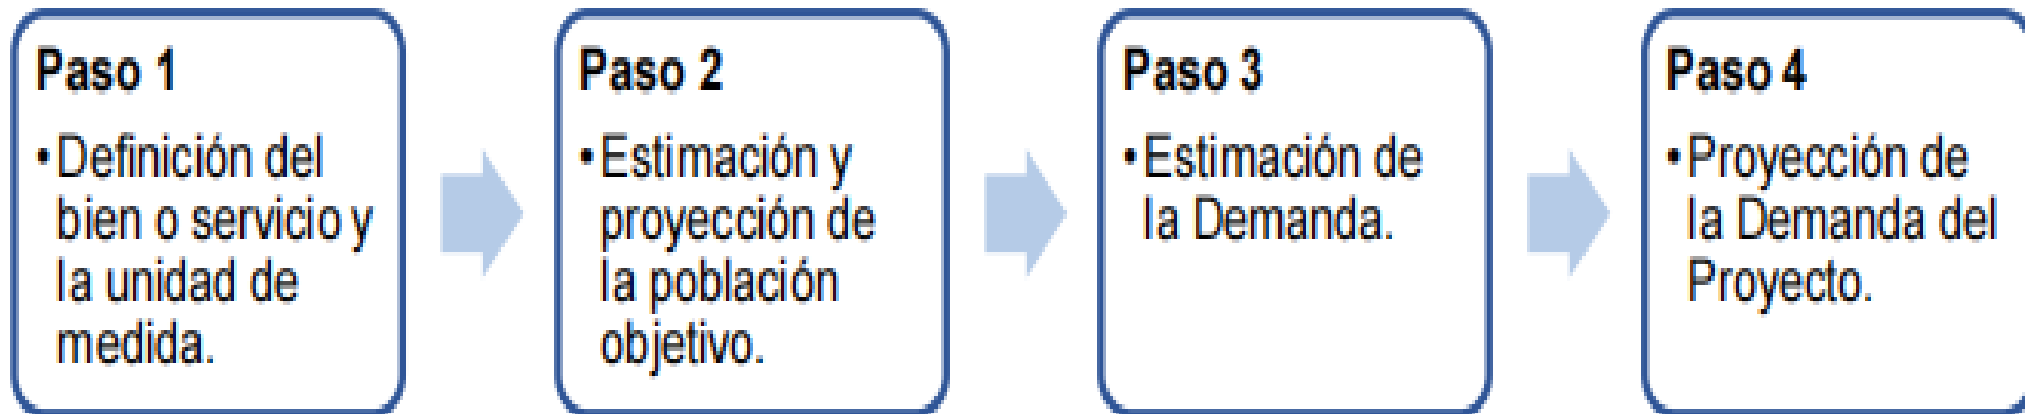 Paso 1
•Definición del
bien o servicio y
la unidad de
medida.
Paso 2
•Estimación y
proyección de
la población
objetivo.
Paso 3
•Estimación de
la Demanda.
Paso 4
•Proyección de
la Demanda del
Proyecto.